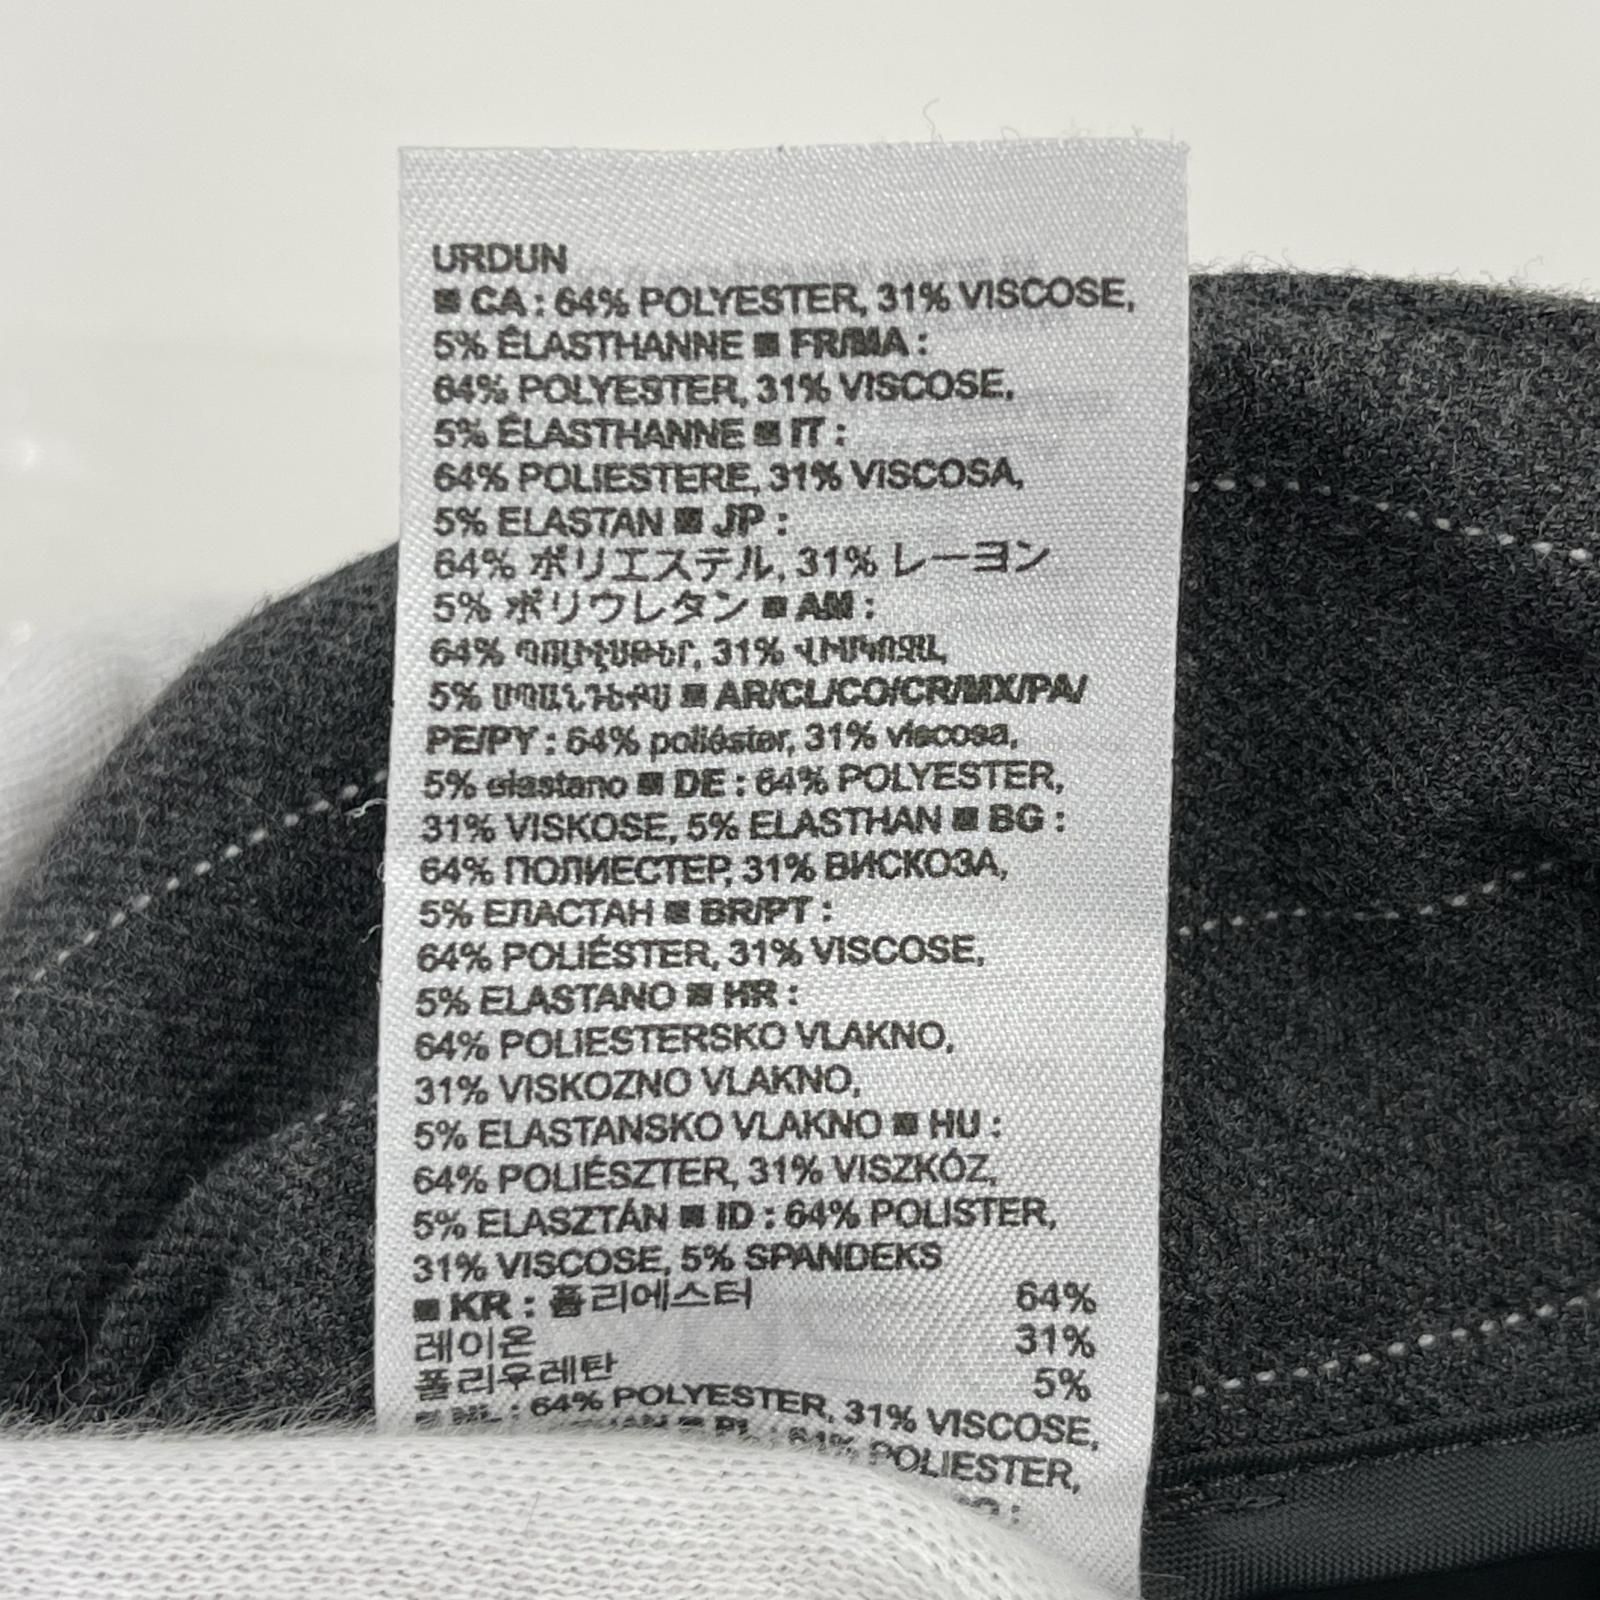 URDUN
■ CA : 64% POLYESTER, 31% VISCOSE,
5% ÉLASTHANNE ■ FR/MA :
64% POLYESTER, 31% VISCOSE,
5% ÉLASTHANNE ■ IT :
64% POLIESTERE, 31% VISCOSA,
5% ELASTAN ■ JP :
64% ポリエステル, 31% レーヨン
5% ポリウレタン ■ AM :
64% 31%
5% ■ AR/CL/CO/CR/MX/PA/
PE/PY : 64% poliéster, 31% viscosa,
5% elastano ■ DE : 64% POLYESTER,
31% VISKOSE, 5% ELASTHAN ■ BG :
64% ПОЛИЕСТЕР, 31% ВИСКОЗА,
5% ЕЛАСТАН ■ BR/PT :
64% POLIÉSTER, 31% VISCOSE,
5% ELASTANO ■ HR :
64% POLIESTERSKO VLAKNO,
31% VISKOZNO VLAKNO,
5% ELASTANSKO VLAKNO ■ HU :
64% POLIÉSZTER, 31% VISZKÓZ,
5% ELASZTÁN ■ ID : 64% POLISTER,
31% VISCOSE, 5% SPANDEKS
■ KR : 폴리에스터 64%
레이온 31%
폴리우레탄 5%
■ NL : 64% POLYESTER, 31% VISCOSE,
■ PL : 64% POLIESTER,